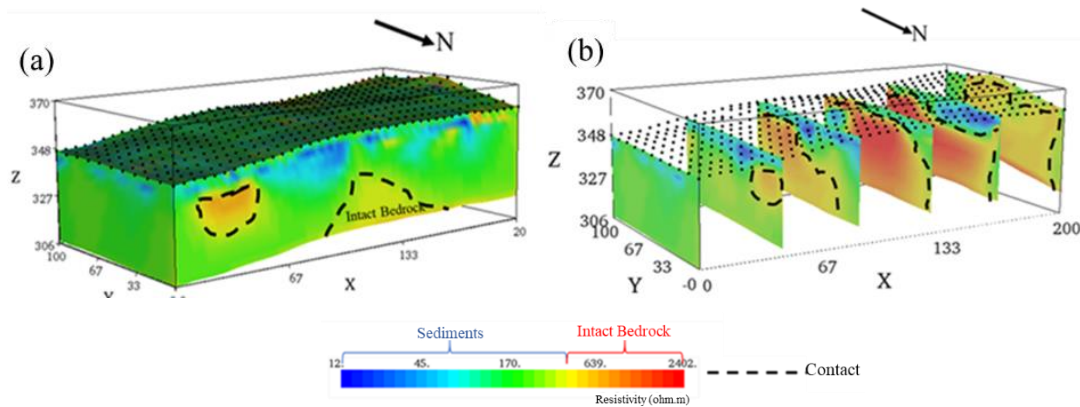 (a)
N
370
348
Z
327
306
100
67
33
Y
0
67
X
133
20
Intact Bedrock
(b)
N
370
348
Z
327
306
100
67
Y
33
-0 0
67
X
133
200
Sediments
Intact Bedrock
12. 45. 170. 639. 2402.
Resistivity (ohm.m)
Contact